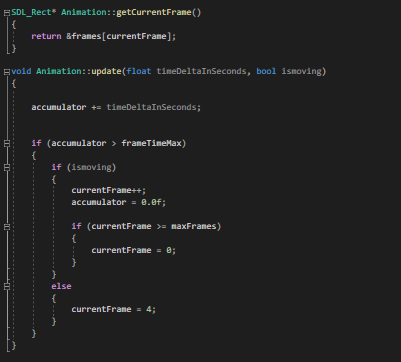 SDL_Rect* Animation::getCurrentFrame()
{
return &frames[currentFrame];
}
void Animation::update(float timeDeltaInSeconds, bool ismoving)
{
accumulator += timeDeltaInSeconds;
if (accumulator > frameTimeMax)
{
if (ismoving)
{
currentFrame++;
accumulator = 0.0f;
if (currentFrame >= maxFrames)
{
currentFrame = 0;
}
}
else
{
currentFrame = 4;
}
}
}